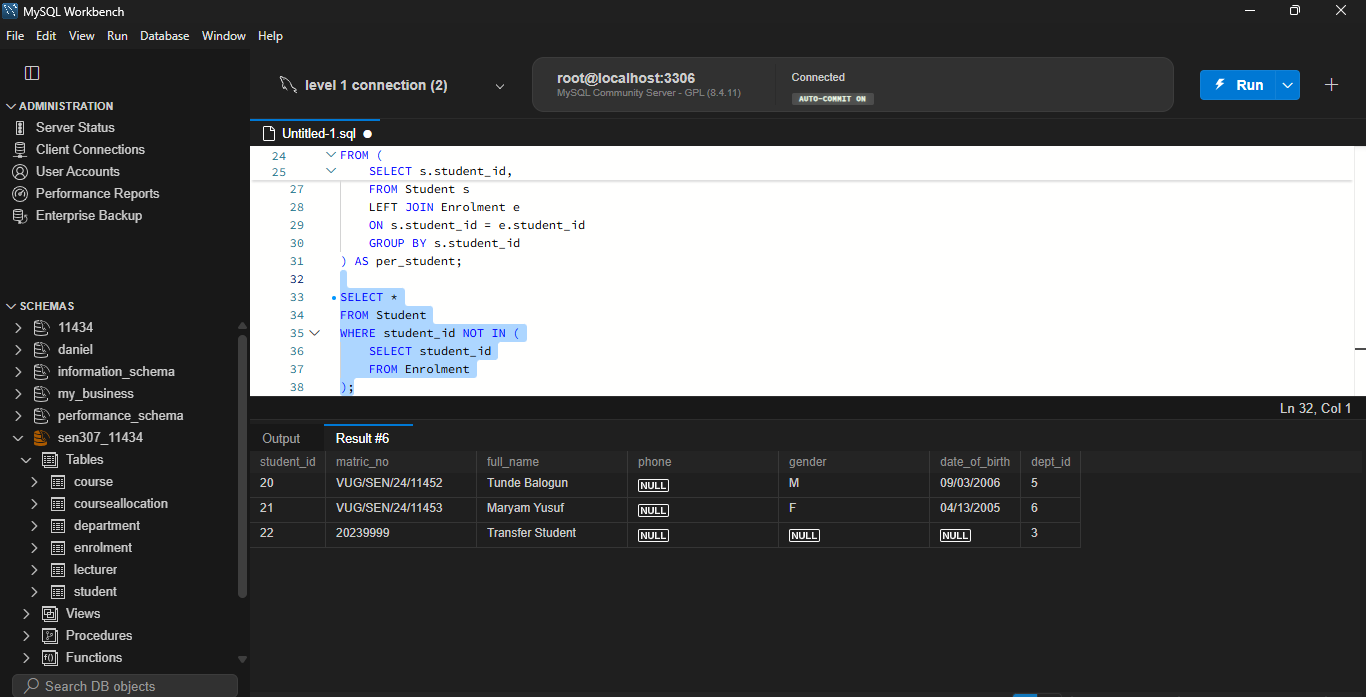 MySQL Workbench
File Edit View Run Database Window Help
level 1 connection (2)
root@localhost:3306
MySQL Community Server - GPL (8.4.11)
Connected
AUTO-COMMIT ON
Run
ADMINISTRATION
Server Status
Client Connections
User Accounts
Performance Reports
Enterprise Backup
SCHEMAS
11434
daniel
information_schema
my_business
performance_schema
sen307_11434
Tables
course
courseallocation
department
enrolment
lecturer
student
Views
Procedures
Functions
Search DB objects
Untitled-1.sql
24 FROM (
25 SELECT s.student_id,
27 FROM Student s
28 LEFT JOIN Enrolment e
29 ON s.student_id = e.student_id
30 GROUP BY s.student_id
31 ) AS per_student;
32
33 SELECT *
34 FROM Student
35 WHERE student_id NOT IN (
36 SELECT student_id
37 FROM Enrolment
38 );
Ln 32, Col 1
Output Result #6
student_id matric_no full_name phone gender date_of_birth dept_id
20 VUG/SEN/24/11452 Tunde Balogun NULL M 09/03/2006 5
21 VUG/SEN/24/11453 Maryam Yusuf NULL F 04/13/2005 6
22 20239999 Transfer Student NULL NULL NULL 3